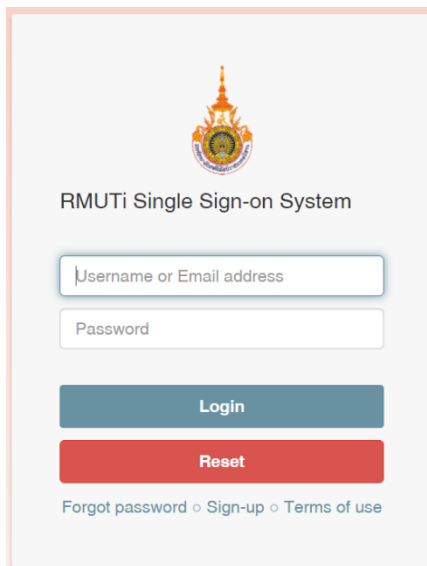 RMUTi Single Sign-on System
Username or Email address
Password
Login
Reset
Forgot password ○ Sign-up ○ Terms of use